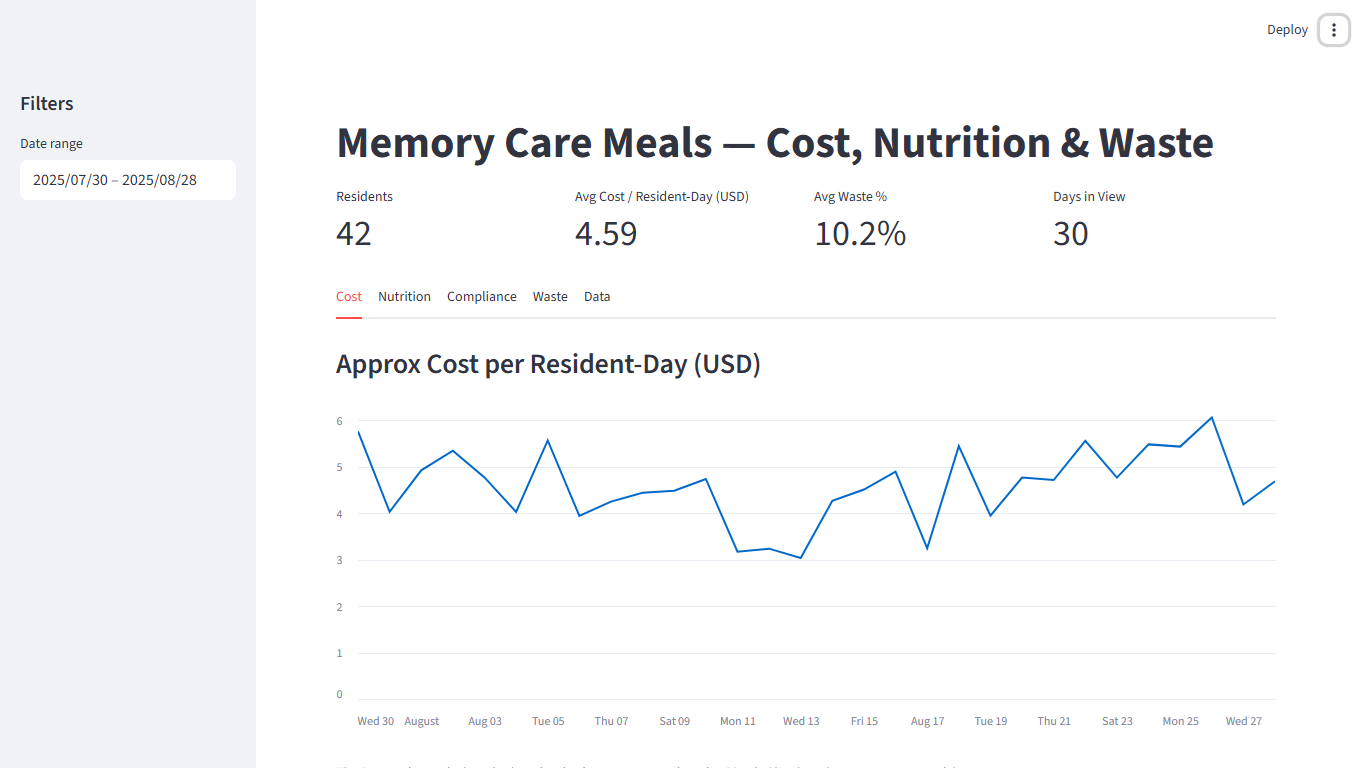 Deploy
Filters
Date range
2025/07/30 – 2025/08/28
Memory Care Meals — Cost, Nutrition & Waste
Residents
Avg Cost / Resident-Day (USD)
Avg Waste %
Days in View
42
4.59
10.2%
30
Cost Nutrition Compliance Waste Data
Approx Cost per Resident-Day (USD)
6
5
4
3
2
1
0
Wed 30 August Aug 03 Tue 05 Thu 07 Sat 09 Mon 11 Wed 13 Fri 15 Aug 17 Tue 19 Thu 21 Sat 23 Mon 25 Wed 27